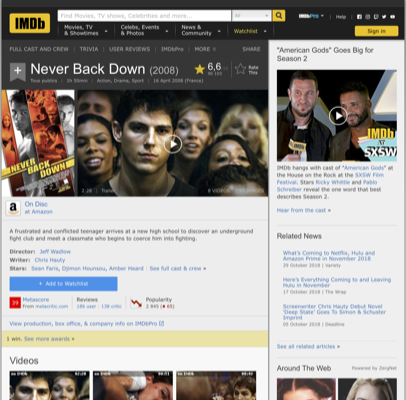 IMDb
Find Movies, TV shows, Celebrities and more...
All
IMDbPro
Help
Movies, TV & Showtimes
Celebs, Events & Photos
News & Community
Watchlist
Sign in
FULL CAST AND CREW | TRIVIA | USER REVIEWS | IMDbPro | MORE
SHARE
Never Back Down (2008)
6,6
Rate This
Tous publics | 1h 50min | Action, Drama, Sport | 16 April 2008 (France)
NEVER BACK DOWN
2:28 | Trailer
On Disc
at Amazon
A frustrated and conflicted teenager arrives at a new high school to discover an underground
fight club and meet a classmate who begins to coerce him into fighting.
Director: Jeff Wadlow
Writer: Chris Hauty
Stars: Sean Faris, Djimon Hounsou, Amber Heard | See full cast & crew »
+ Add to Watchlist
39
Metascore
From metacritic.com
Reviews
186 user | 138 critic
Popularity
View production, box office, & company info on IMDbPro
1 win. See more awards »
Videos
"American Gods" Goes Big for
Season 2
IMDb
at
SXSW
IMDb hangs with cast of "American Gods" at
the House on the Rock at the SXSW Film
Festival. Stars Ricky Whittle and Pablo
Schreiber reveal the one word that best
describes Season 2.
Hear from the cast »
Related News
What's Coming to Netflix, Hulu and
Amazon Prime in November 2018
29 October 2018 | Variety
Here's Everything Coming to and Leaving
Hulu in November 2018
17 October 2018 | The Wrap
Screenwriter Chris Hauty Debut Novel
'Deep State' Goes To Simon & Schuster
Imprint
05 October 2018 | Deadline
See all related articles »
Around The Web
Powered by ZergNet